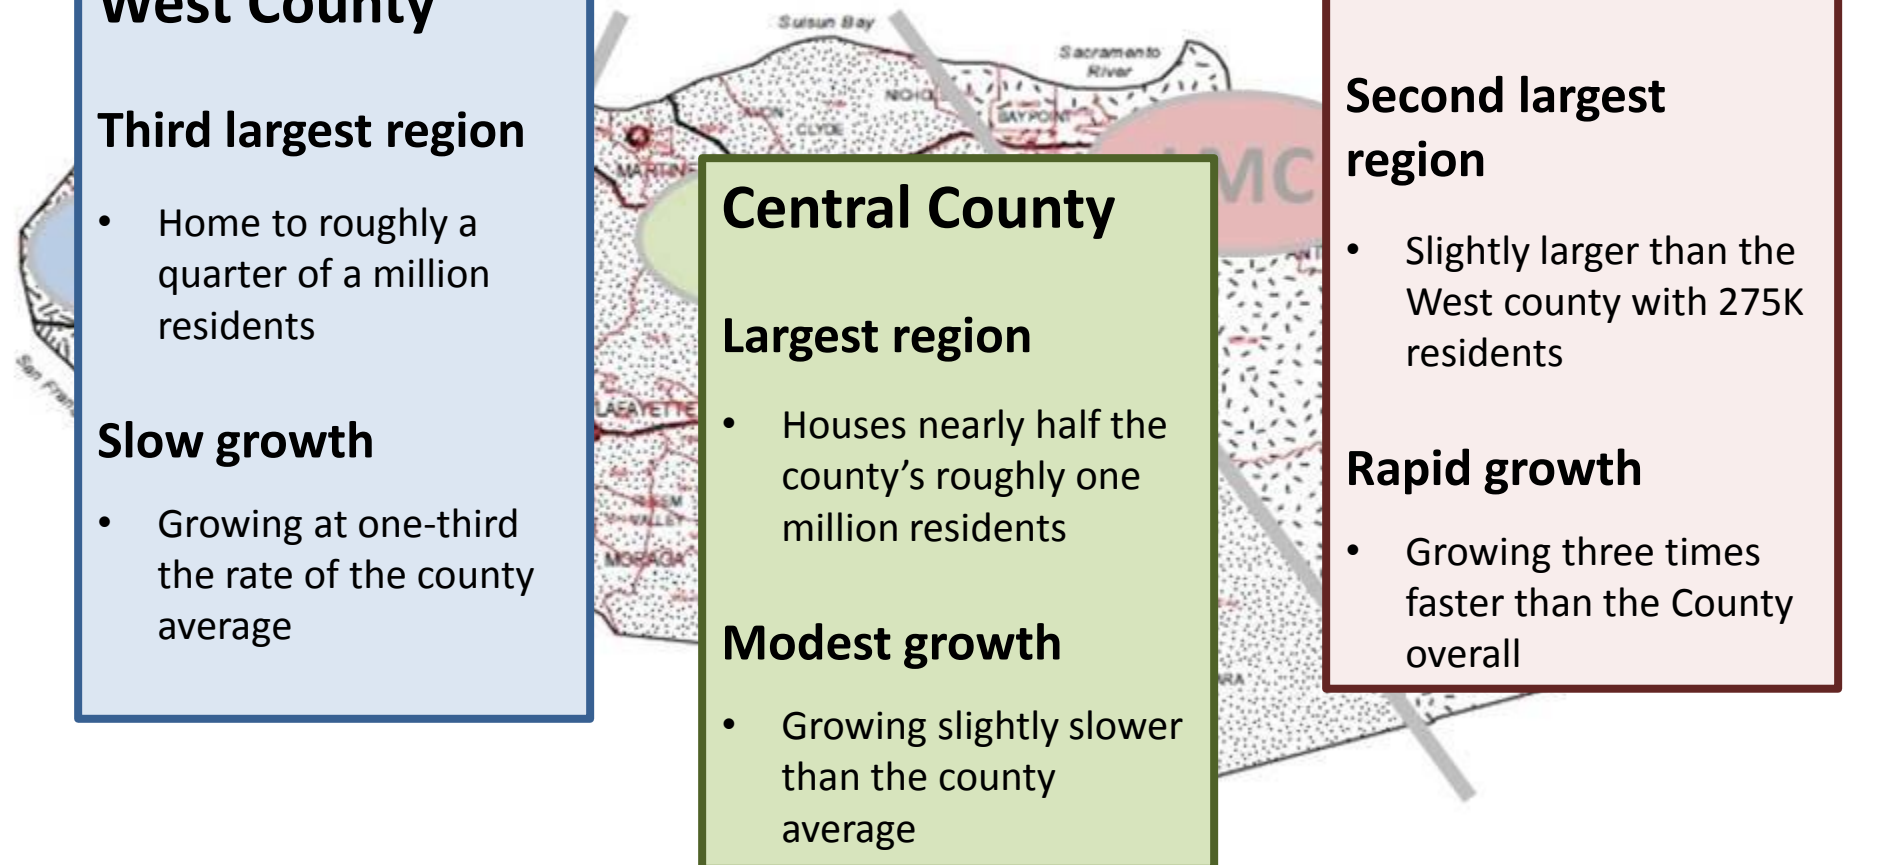 West County
Third largest region
• Home to roughly a
quarter of a million
residents
Slow growth
• Growing at one-third
the rate of the county
average
Suisun Bay
Sacramento
River
BAYPOINT
CLYDE
LAFAYETTE
MORAGA
Central County
Largest region
• Houses nearly half the
county’s roughly one
million residents
Modest growth
• Growing slightly slower
than the county
average
Second largest
region
• Slightly larger than the
West county with 275K
residents
Rapid growth
• Growing three times
faster than the County
overall